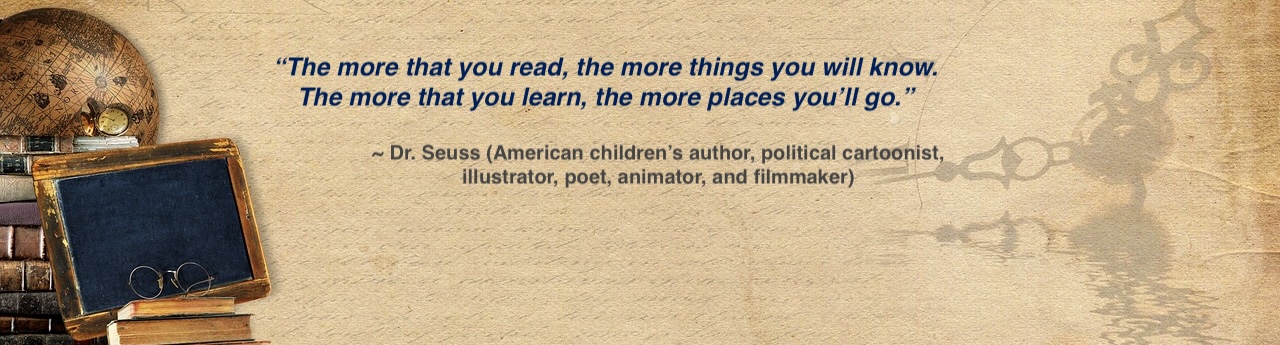 “The more that you read, the more things you will know.
The more that you learn, the more places you’ll go.”
~ Dr. Seuss (American children’s author, political cartoonist,
illustrator, poet, animator, and filmmaker)